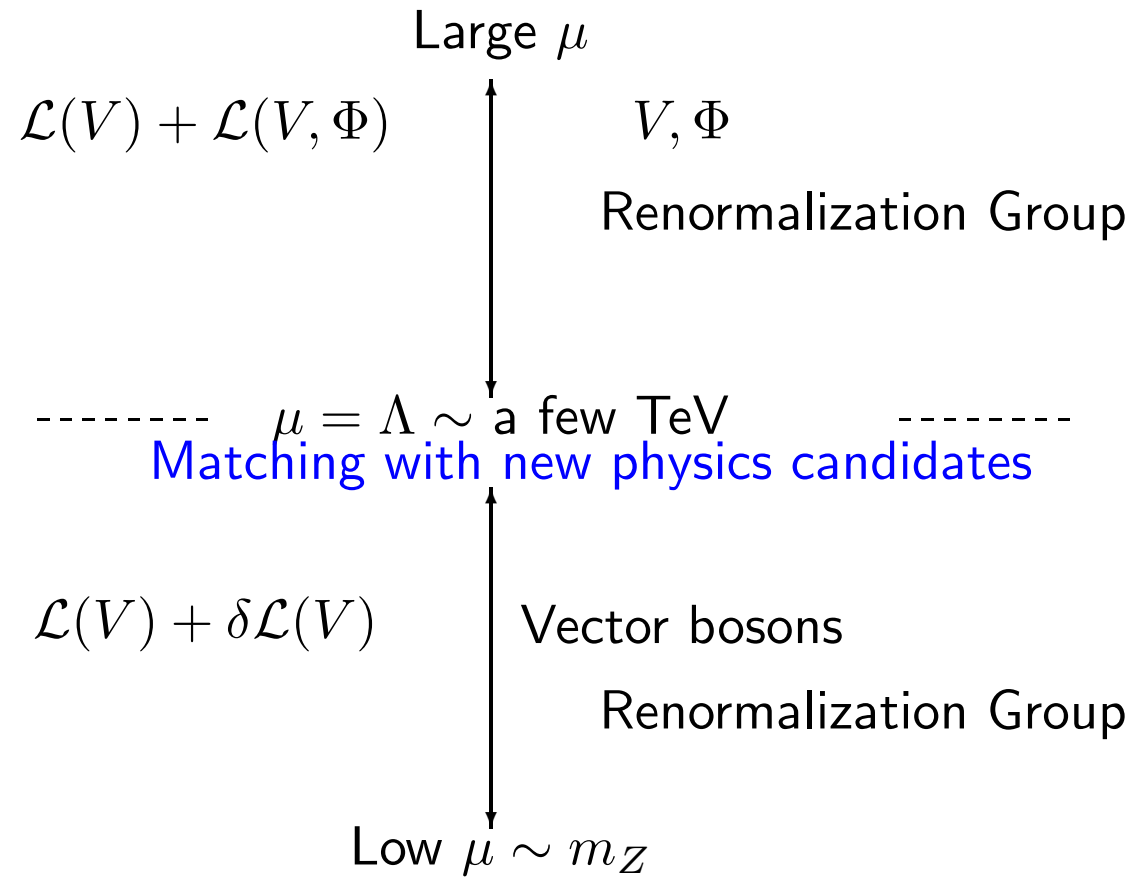 Large μ
ℒ(V) + ℒ(V, Φ) V, Φ
Renormalization Group
μ = Λ ∼ a few TeV
Matching with new physics candidates
ℒ(V) + δℒ(V) Vector bosons
Renormalization Group
Low μ ∼ m_Z